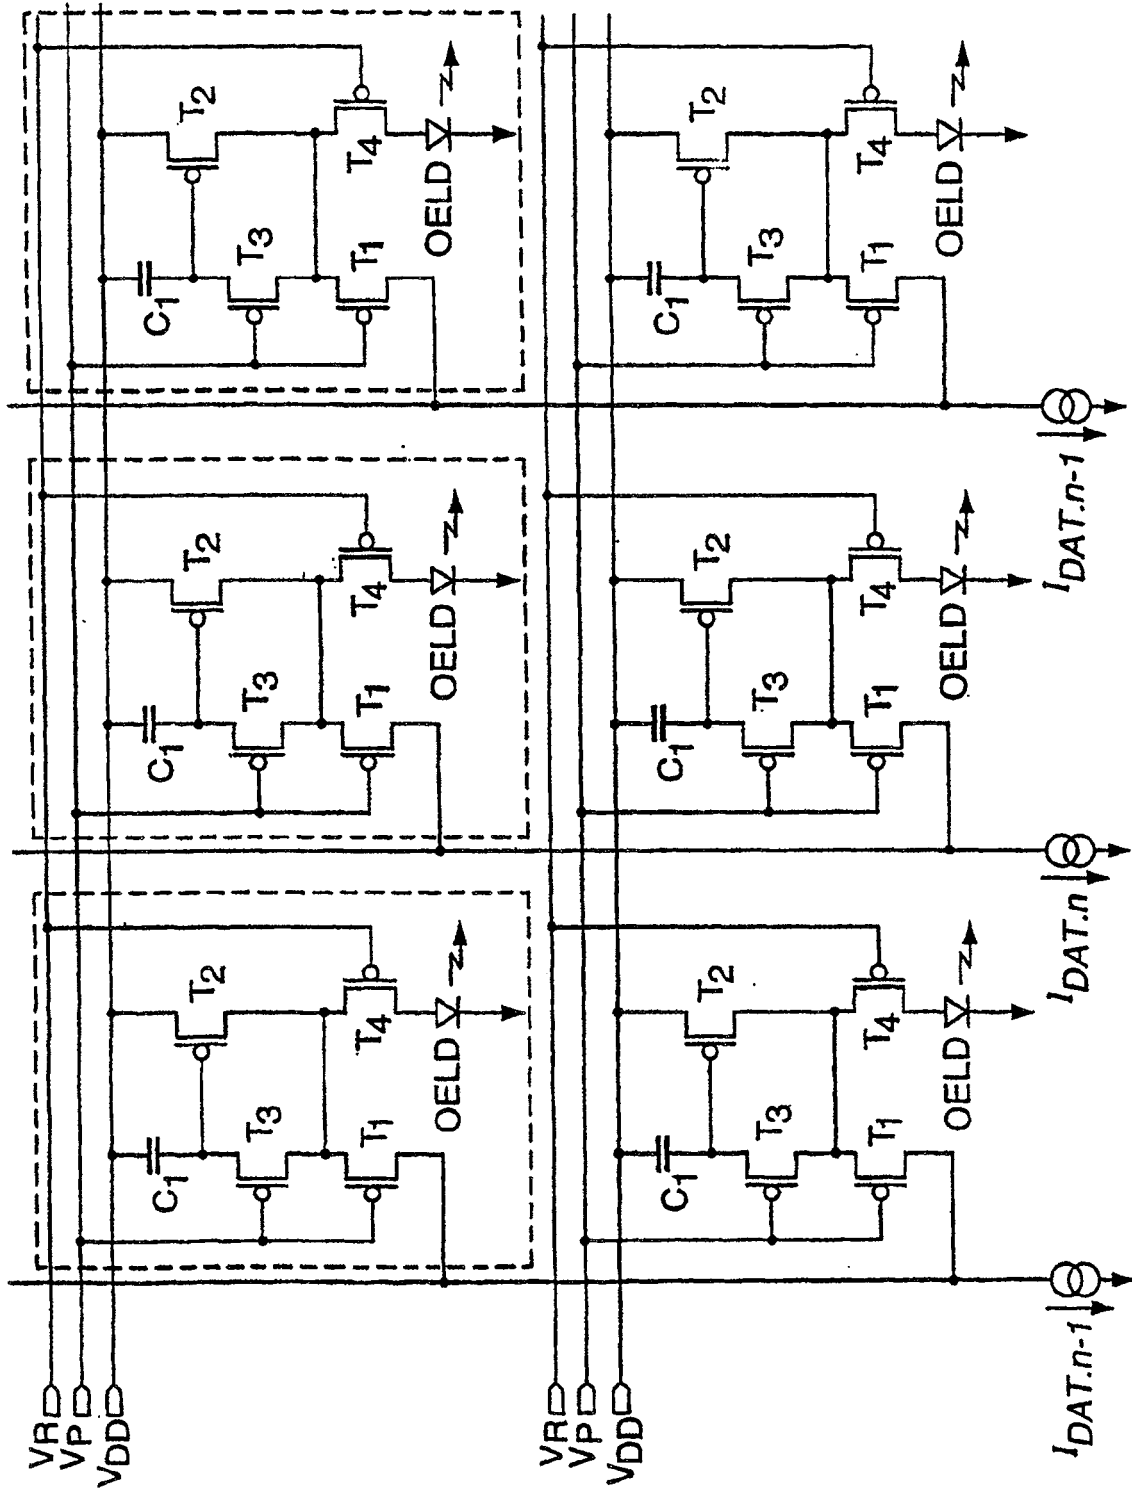 VR
VP
VDD
C1
T2
T3
T1
T4
OELD
C1
T2
T3
T1
T4
OELD
C1
T2
T3
T1
T4
OELD
VR
VP
VDD
C1
T2
T3
T1
T4
OELD
C1
T2
T3
T1
T4
OELD
C1
T2
T3
T1
T4
OELD
IDAT.n-1
IDAT.n
IDAT.n-1